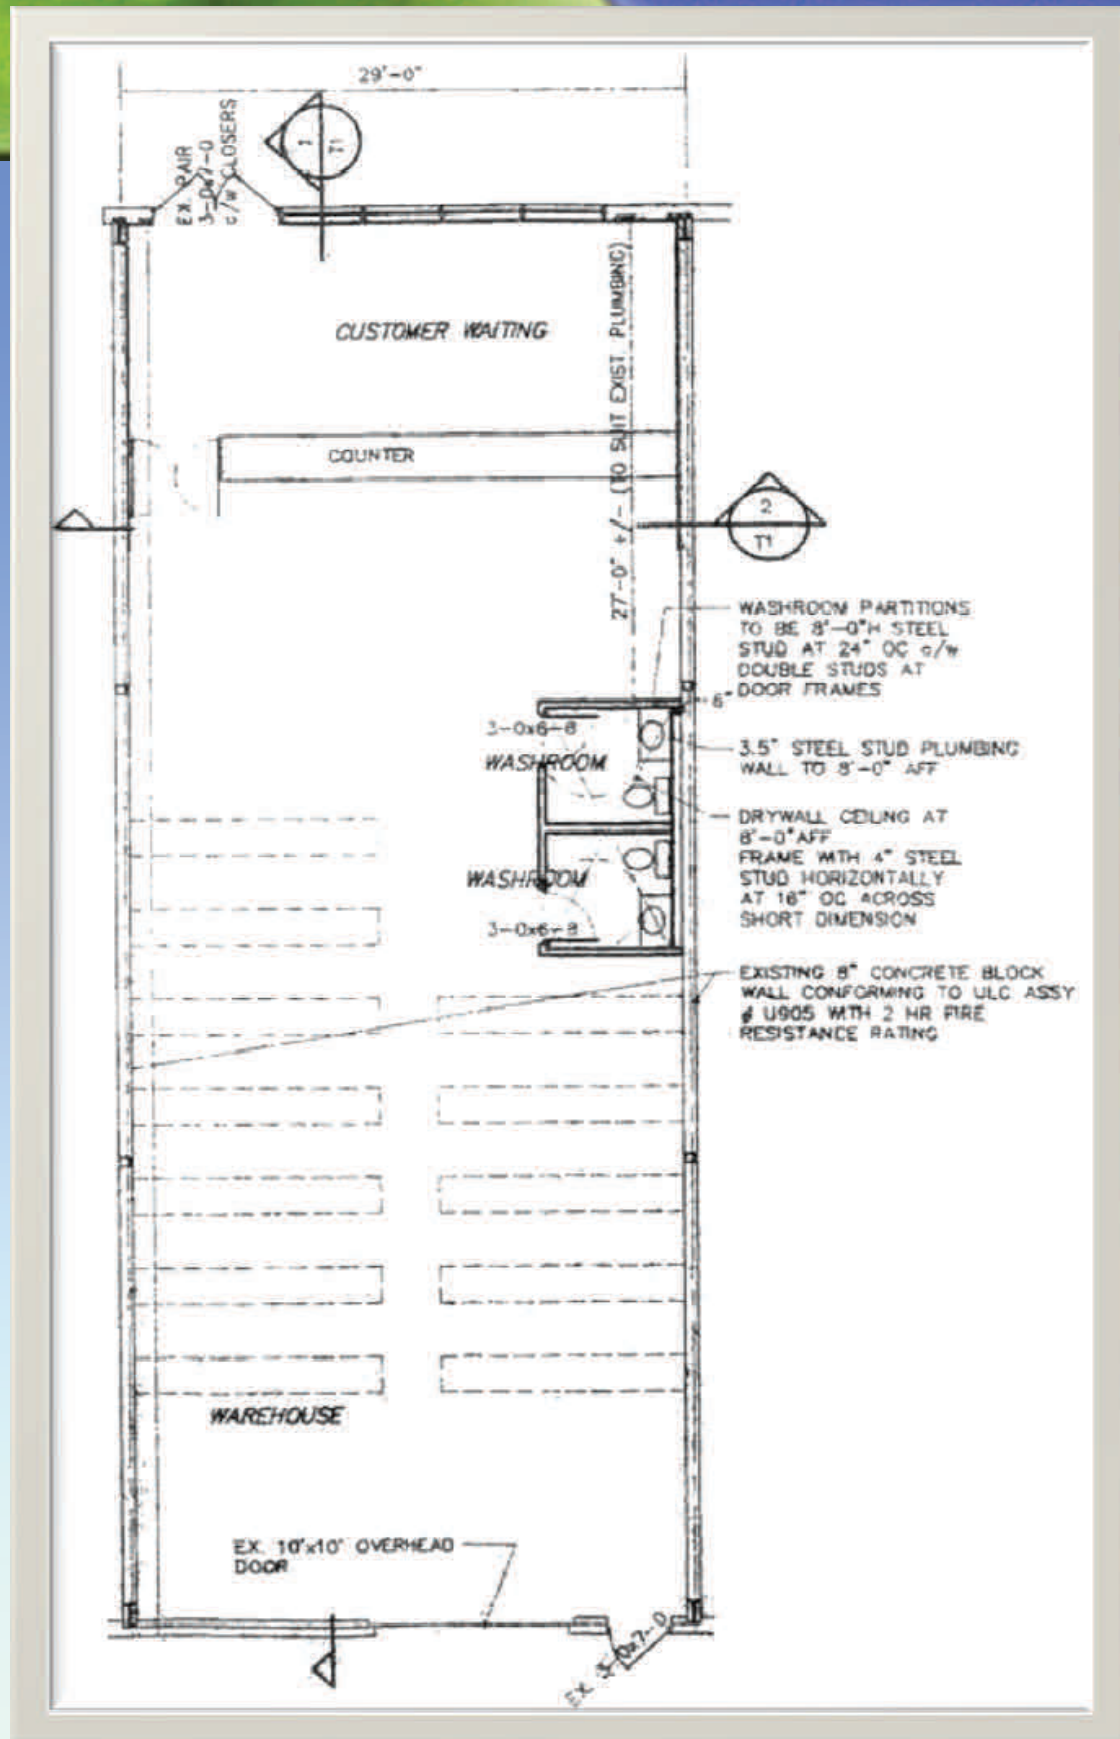 29'-0"
EX. PAIR
3-0x7-0
c/w CLOSERS
1
T1
CUSTOMER WAITING
27'-0" +/- (TO SUIT EXIST. PLUMBING)
COUNTER
2
T1
WASHROOM PARTITIONS
TO BE 8'-0"H STEEL
STUD AT 24" OC c/w
DOUBLE STUDS AT
DOOR FRAMES
6"
3-0x6-8
WASHROOM
3.5" STEEL STUD PLUMBING
WALL TO 8'-0" AFF
DRYWALL CEILING AT
8'-0" AFF
FRAME WITH 4" STEEL
STUD HORIZONTALLY
AT 16" OC ACROSS
SHORT DIMENSION
WASHROOM
3-0x6-8
EXISTING 8" CONCRETE BLOCK
WALL CONFORMING TO ULC ASSY
# U905 WITH 2 HR FIRE
RESISTANCE RATING
WAREHOUSE
EX. 10'x10' OVERHEAD
DOOR
EX. 3-0x7-0